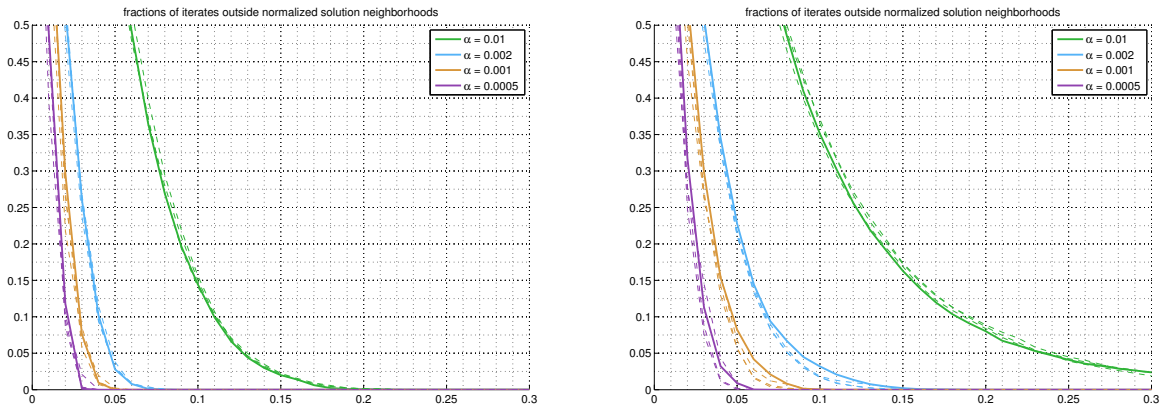 fractions of iterates outside normalized solution neighborhoods
0.5
0.45
0.4
0.35
0.3
0.25
0.2
0.15
0.1
0.05
0
0 0.05 0.1 0.15 0.2 0.25 0.3
α = 0.01
α = 0.002
α = 0.001
α = 0.0005
fractions of iterates outside normalized solution neighborhoods
0.5
0.45
0.4
0.35
0.3
0.25
0.2
0.15
0.1
0.05
0
0 0.05 0.1 0.15 0.2 0.25 0.3
α = 0.01
α = 0.002
α = 0.001
α = 0.0005